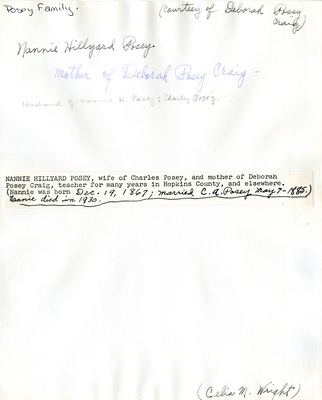 Posey Family.
(Courtesy of Deborah Posey Craig)
Nannie Hillyard Posey.
Mother of Deborah Posey Craig -
Husband of Nannie H. Posey; Charley Posey.
NANNIE HILLYARD POSEY, wife of Charles Posey, and mother of Deborah
Posey Craig, teacher for many years in Hopkins County, and elsewhere.
(Nannie was born Dec. 19, 1867; married C. A. Posey May 7-1885.)
Nannie died in 1930.
(Celia M. Wright)